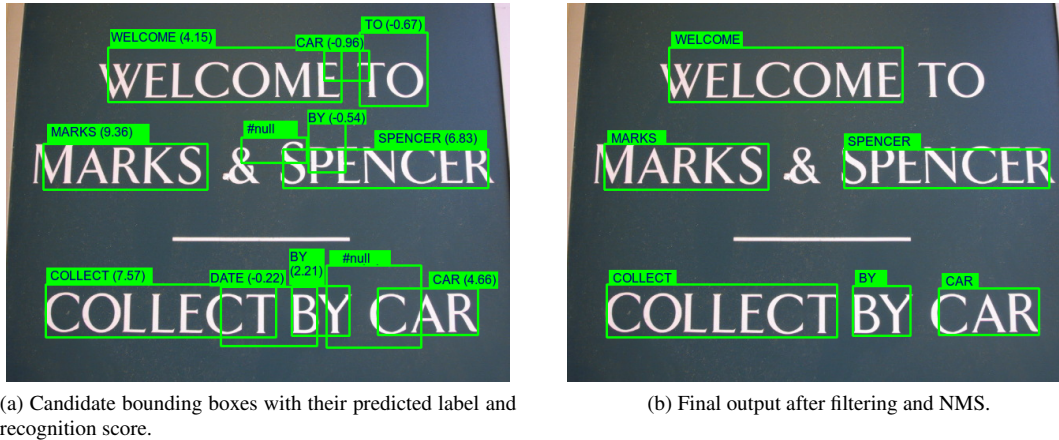 WELCOME (4.15) CAR (-0.96) TO (-0.67)
WELCOME TO
MARKS (9.36) #null BY (-0.54) SPENCER (6.83)
MARKS & SPENCER
COLLECT (7.57) DATE (-0.22) BY (2.21) #null CAR (4.66)
COLLECT BY CAR
(a) Candidate bounding boxes with their predicted label and
recognition score.
WELCOME
WELCOME TO
MARKS SPENCER
MARKS & SPENCER
COLLECT BY CAR
COLLECT BY CAR
(b) Final output after filtering and NMS.